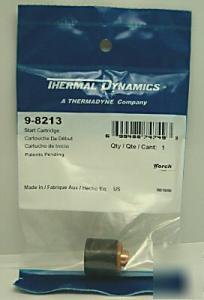 THERMAL DYNAMICS
A THERMADYNE Company
9-8213
Start Cartridge
Cartouche De Début
Cartucho de Inicio
Patents Pending
Qty / Qte / Cant: 1
Torch
Made in / Fabrique Aux / Hecho En: US